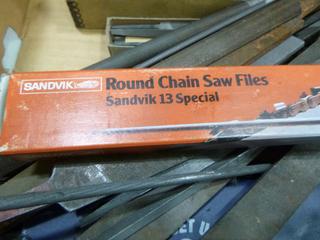 SANDVIK
Round Chain Saw Files
Sandvik 13 Special